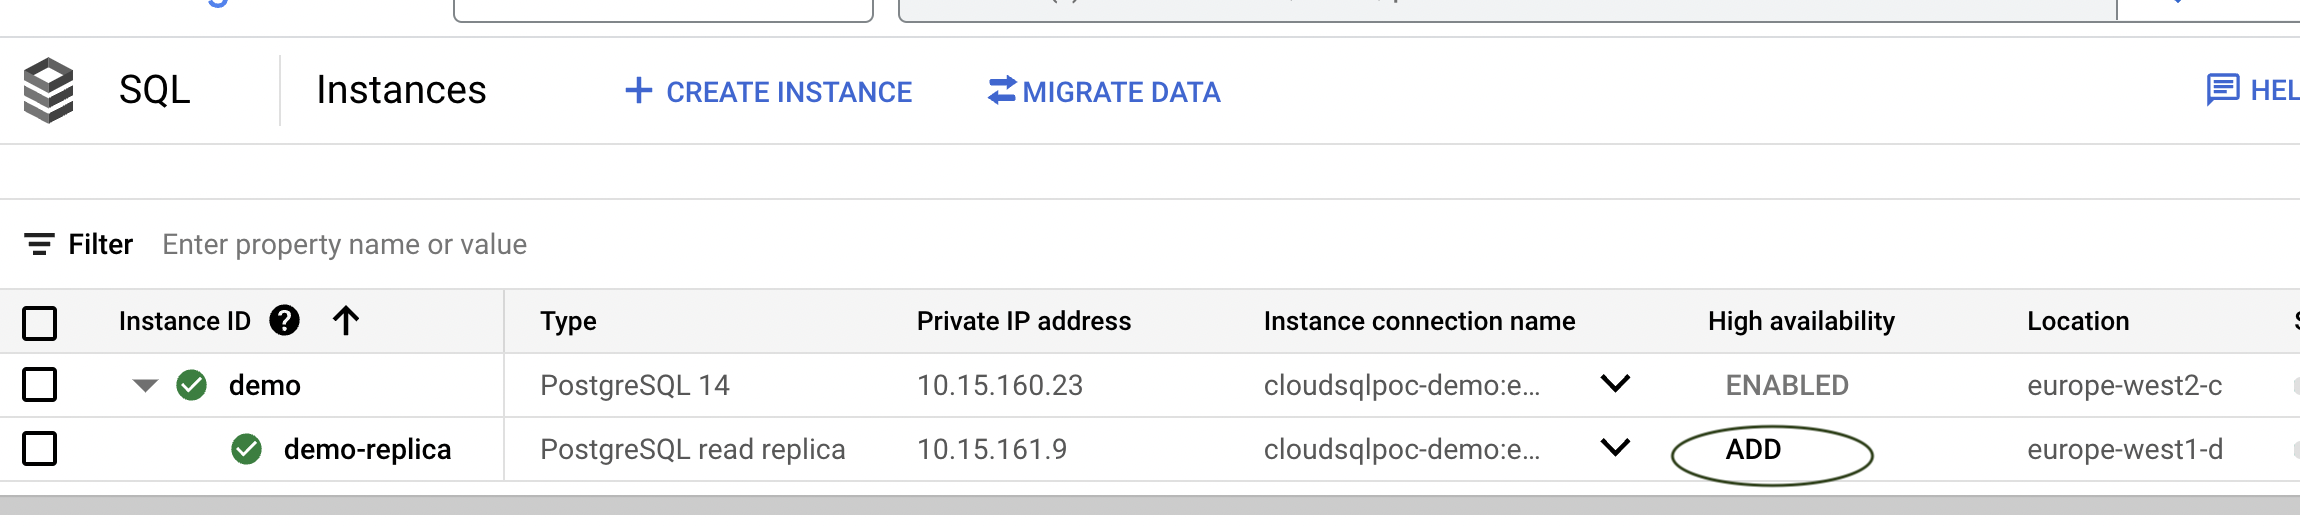 SQL Instances CREATE INSTANCE MIGRATE DATA HEL
Filter Enter property name or value
Instance ID ? Type Private IP address Instance connection name High availability Location
demo PostgreSQL 14 10.15.160.23 cloudsqlpoc-demo:e... ENABLED europe-west2-c
demo-replica PostgreSQL read replica 10.15.161.9 cloudsqlpoc-demo:e... ADD europe-west1-d